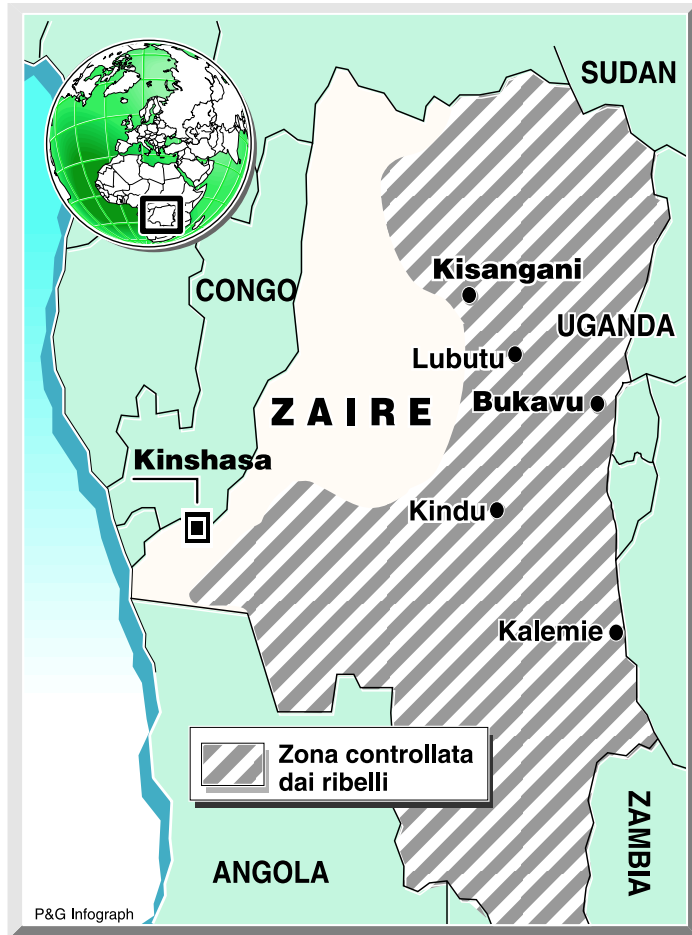 SUDAN
CONGO
Kisangani
UGANDA
Lubutu
ZAIRE
Bukavu
Kinshasa
Kindu
Kalemie
Zona controllata
dai ribelli
ZAMBIA
ANGOLA
P&G Infograph